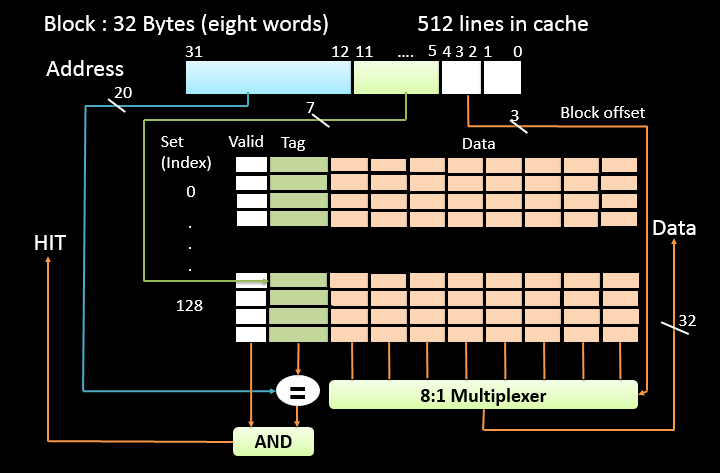 Block : 32 Bytes (eight words)
512 lines in cache
31 12 11 .... 5 4 3 2 1 0
Address
20
7
3
Block offset
Set
(Index)
Valid
Tag
Data
0
.
.
.
HIT
Data
128
32
=
8:1 Multiplexer
AND